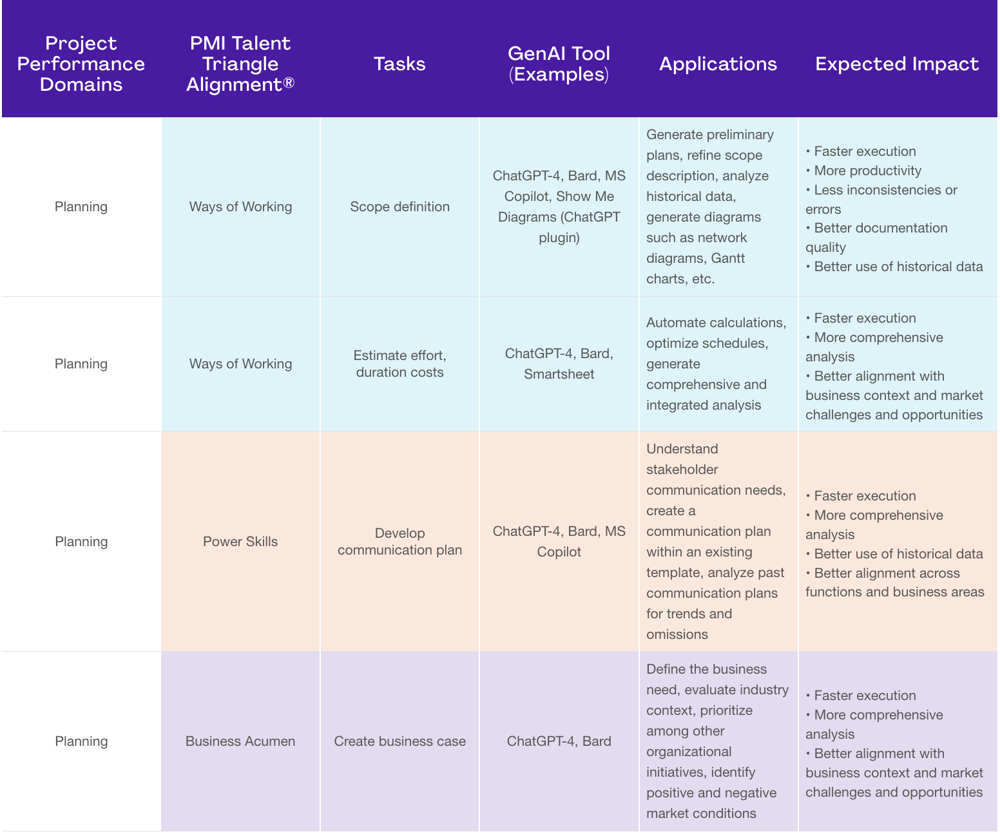 Project
Performance
Domains
PMI Talent
Triangle
Alignment®
Tasks
GenAI Tool
(Examples)
Applications
Expected Impact
Planning
Ways of Working
Scope definition
ChatGPT-4, Bard, MS
Copilot, Show Me
Diagrams (ChatGPT
plugin)
Generate preliminary
plans, refine scope
description, analyze
historical data,
generate diagrams
such as network
diagrams, Gantt
charts, etc.
• Faster execution
• More productivity
• Less inconsistencies or
errors
• Better documentation
quality
• Better use of historical data
Planning
Ways of Working
Estimate effort,
duration costs
ChatGPT-4, Bard,
Smartsheet
Automate calculations,
optimize schedules,
generate
comprehensive and
integrated analysis
• Faster execution
• More comprehensive
analysis
• Better alignment with
business context and market
challenges and opportunities
Planning
Power Skills
Develop
communication plan
ChatGPT-4, Bard, MS
Copilot
Understand
stakeholder
communication needs,
create a
communication plan
within an existing
template, analyze past
communication plans
for trends and
omissions
• Faster execution
• More comprehensive
analysis
• Better use of historical data
• Better alignment across
functions and business areas
Planning
Business Acumen
Create business case
ChatGPT-4, Bard
Define the business
need, evaluate industry
context, prioritize
among other
organizational
initiatives, identify
positive and negative
market conditions
• Faster execution
• More comprehensive
analysis
• Better alignment with
business context and market
challenges and opportunities